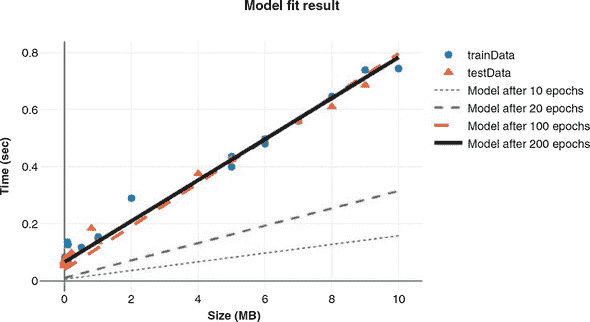 Model fit result
0.8
0.6
0.4
0.2
0
Time (sec)
0
2
4
6
8
10
Size (MB)
trainData
testData
Model after 10 epochs
Model after 20 epochs
Model after 100 epochs
Model after 200 epochs